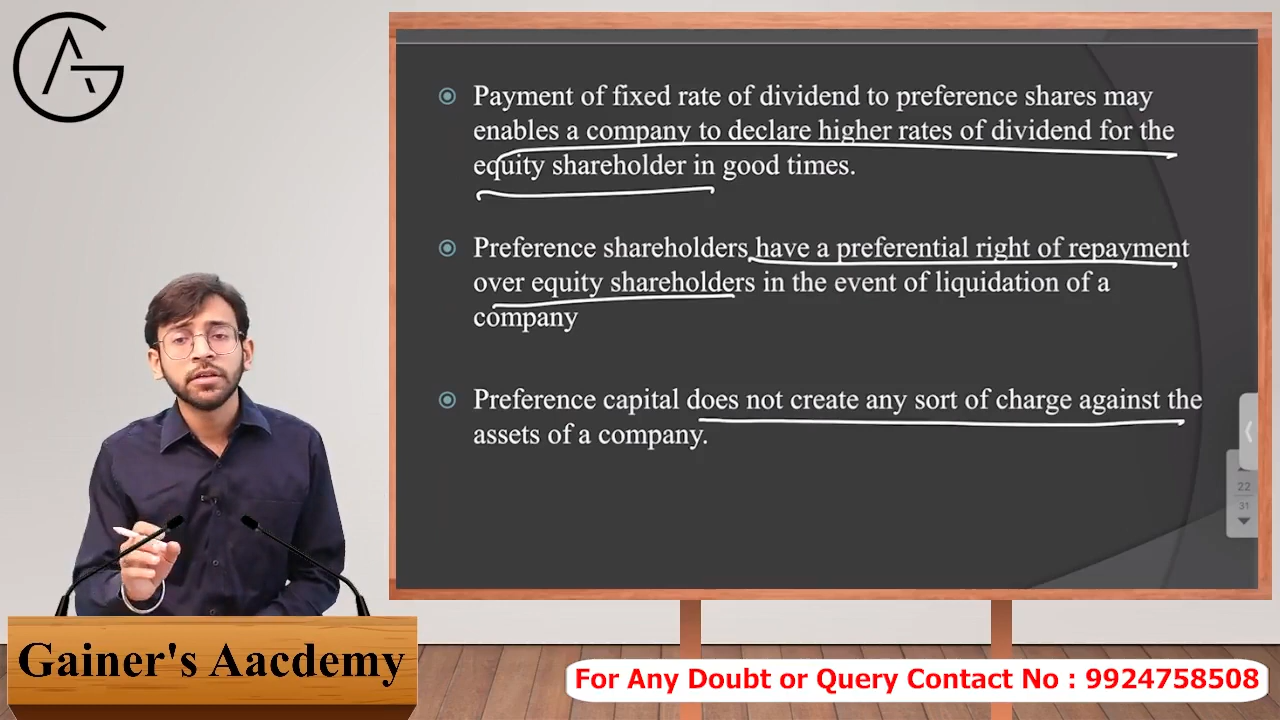 Payment of fixed rate of dividend to preference shares may
enables a company to declare higher rates of dividend for the
equity shareholder in good times.
Preference shareholders have a preferential right of repayment
over equity shareholders in the event of liquidation of a
company
Preference capital does not create any sort of charge against the
assets of a company.
22
31
Gainer's Aacdemy
For Any Doubt or Query Contact No : 9924758508